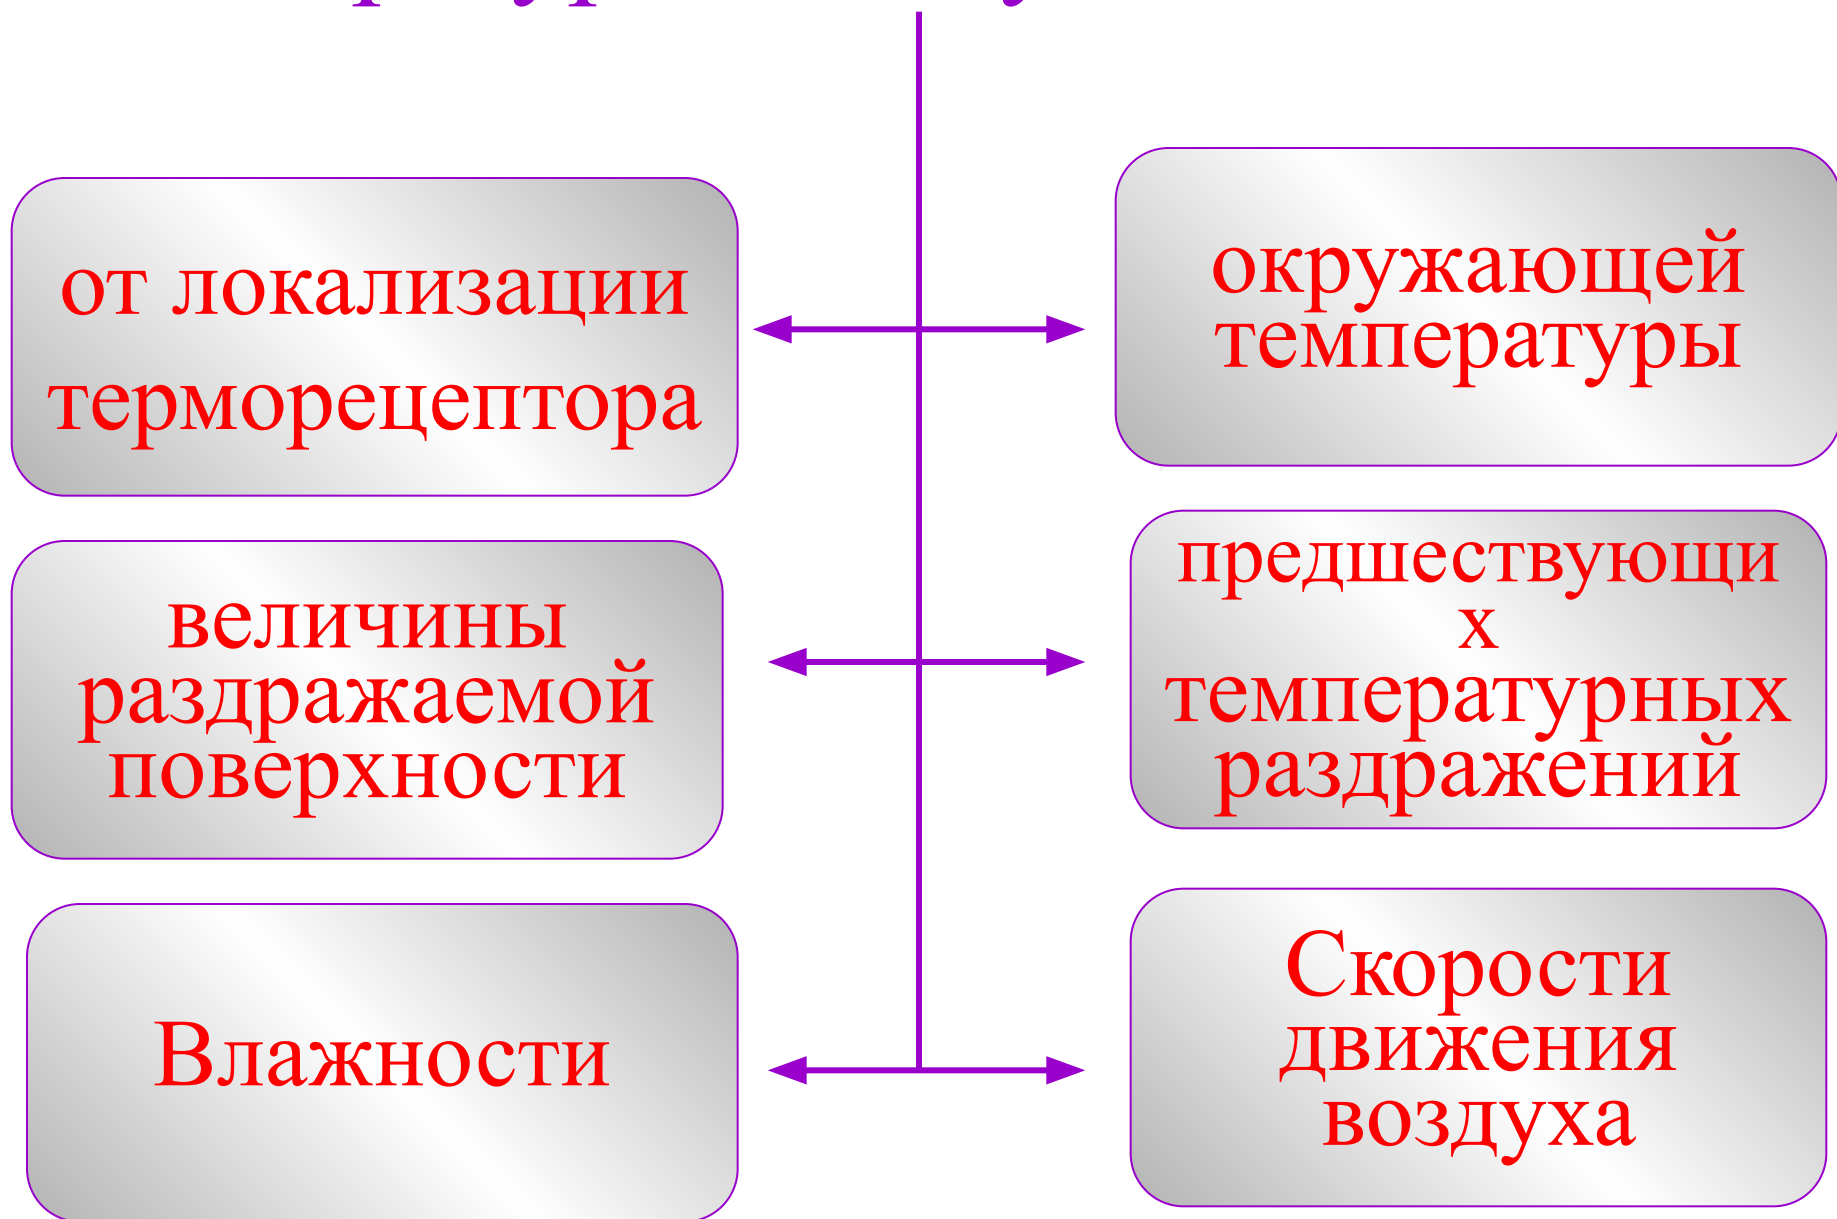 от локализации
терморецептора
окружающей
температуры
величины
раздражаемой
поверхности
предшествующи
х
температурных
раздражений
Влажности
Скорости
движения
воздуха